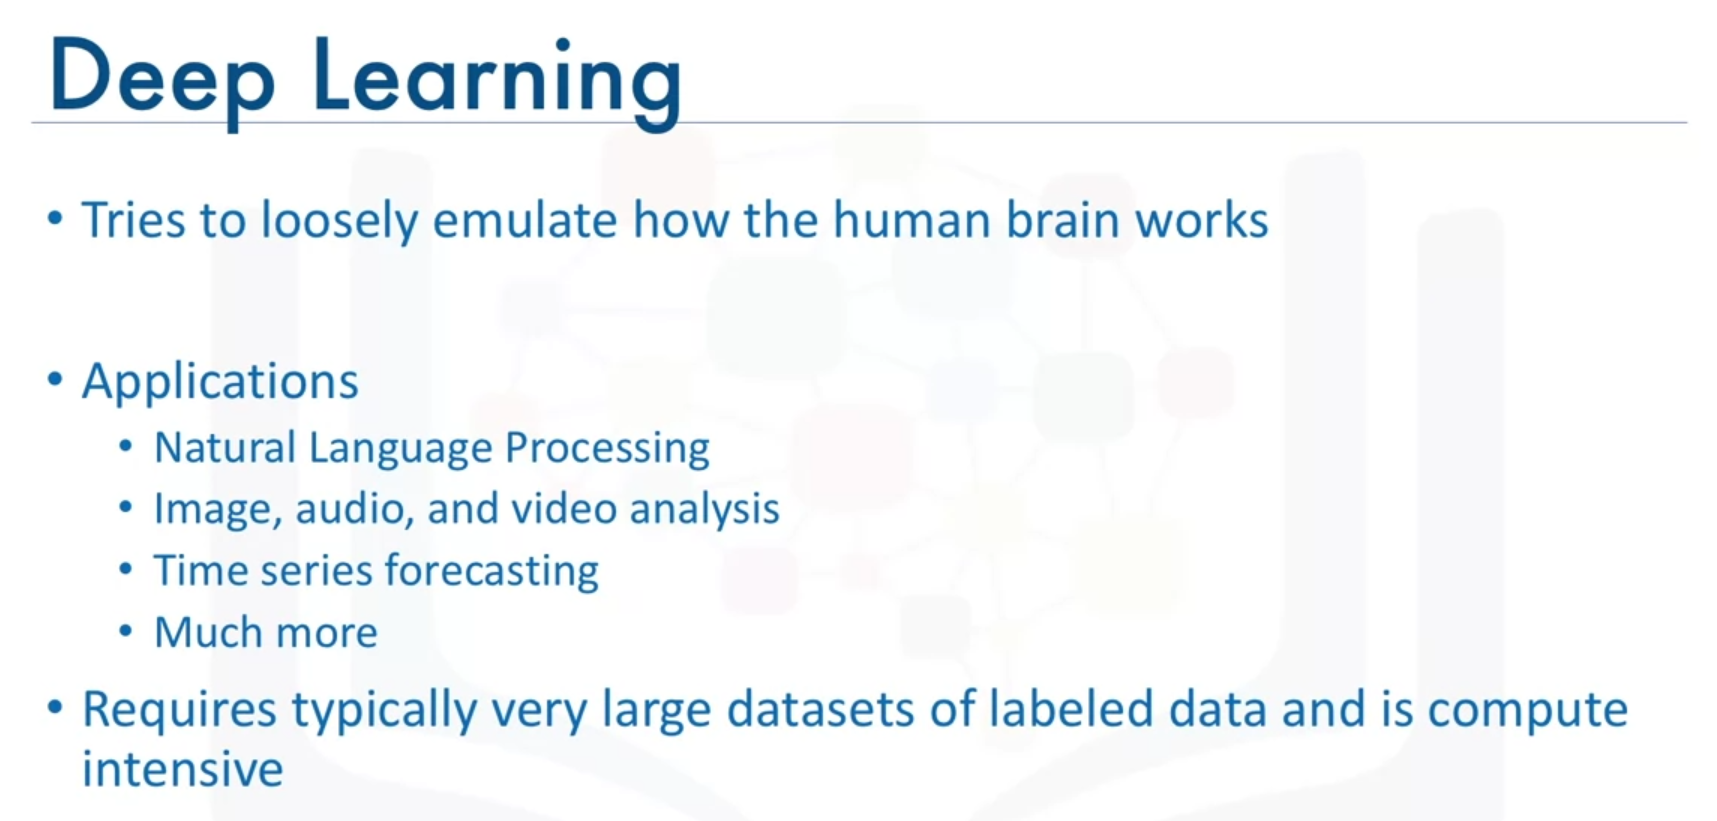 Deep Learning
• Tries to loosely emulate how the human brain works
• Applications
• Natural Language Processing
• Image, audio, and video analysis
• Time series forecasting
• Much more
• Requires typically very large datasets of labeled data and is compute
intensive